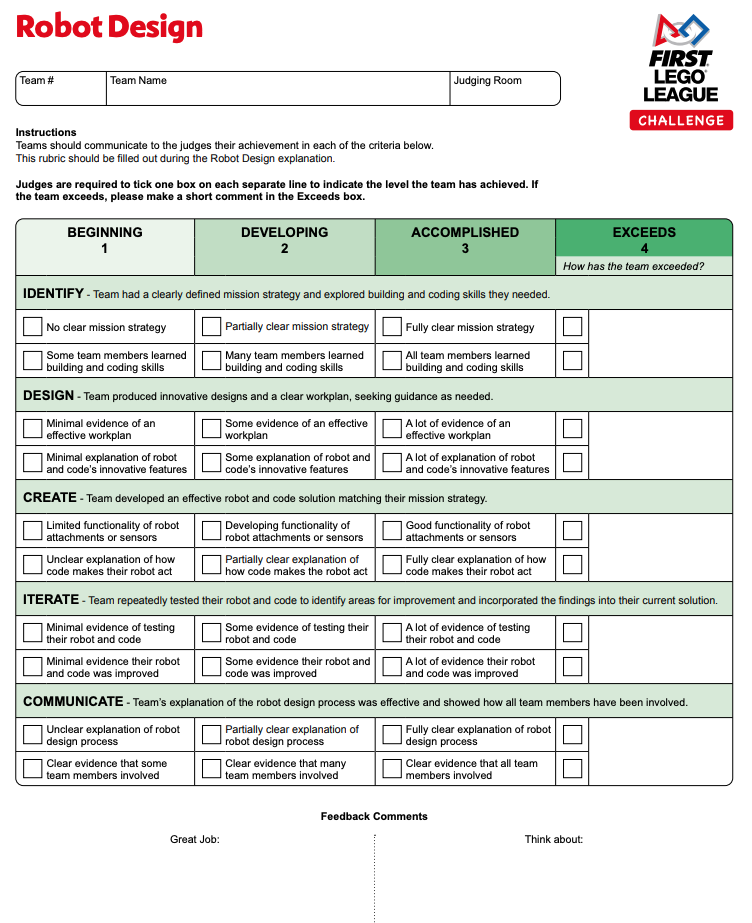 Robot Design
FIRST
LEGO
LEAGUE
CHALLENGE
Team #
Team Name
Judging Room
Instructions
Teams should communicate to the judges their achievement in each of the criteria below.
This rubric should be filled out during the Robot Design explanation.
Judges are required to tick one box on each separate line to indicate the level the team has achieved. If
the team exceeds, please make a short comment in the Exceeds box.
BEGINNING
1
DEVELOPING
2
ACCOMPLISHED
3
EXCEEDS
4
How has the team exceeded?
IDENTIFY - Team had a clearly defined mission strategy and explored building and coding skills they needed.
No clear mission strategy
Partially clear mission strategy
Fully clear mission strategy
Some team members learned
building and coding skills
Many team members learned
building and coding skills
All team members learned
building and coding skills
DESIGN - Team produced innovative designs and a clear workplan, seeking guidance as needed.
Minimal evidence of an
effective workplan
Some evidence of an effective
workplan
A lot of evidence of an
effective workplan
Minimal explanation of robot
and code's innovative features
Some explanation of robot and
code's innovative features
A lot of explanation of robot
and code's innovative features
CREATE - Team developed an effective robot and code solution matching their mission strategy.
Limited functionality of robot
attachments or sensors
Developing functionality of
robot attachments or sensors
Good functionality of robot
attachments or sensors
Unclear explanation of how
code makes their robot act
Partially clear explanation of
how code makes the robot act
Fully clear explanation of how
code makes their robot act
ITERATE - Team repeatedly tested their robot and code to identify areas for improvement and incorporated the findings into their current solution.
Minimal evidence of testing
their robot and code
Some evidence of testing their
robot and code
A lot of evidence of testing
their robot and code
Minimal evidence their robot
and code was improved
Some evidence their robot and
code was improved
A lot of evidence their robot
and code was improved
COMMUNICATE - Team's explanation of the robot design process was effective and showed how all team members have been involved.
Unclear explanation of robot
design process
Partially clear explanation of
robot design process
Fully clear explanation of robot
design process
Clear evidence that some
team members involved
Clear evidence that many
team members involved
Clear evidence that all team
members involved
Feedback Comments
Great Job:
Think about: